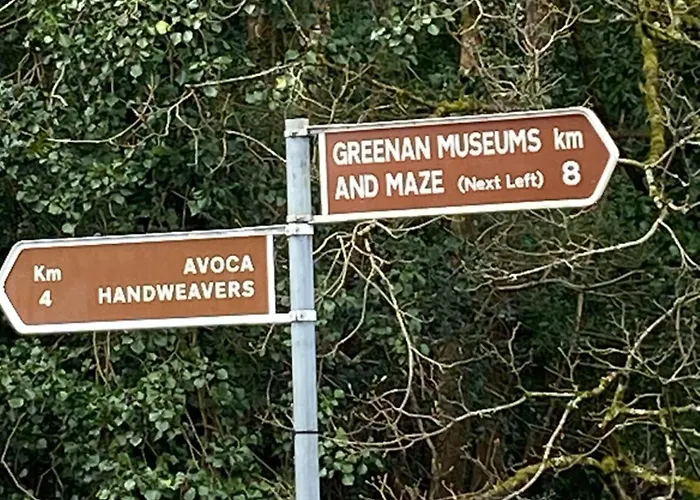 GREENAN MUSEUMS km
AND MAZE (Next Left) 8
Km AVOCA
4 HANDWEAVERS